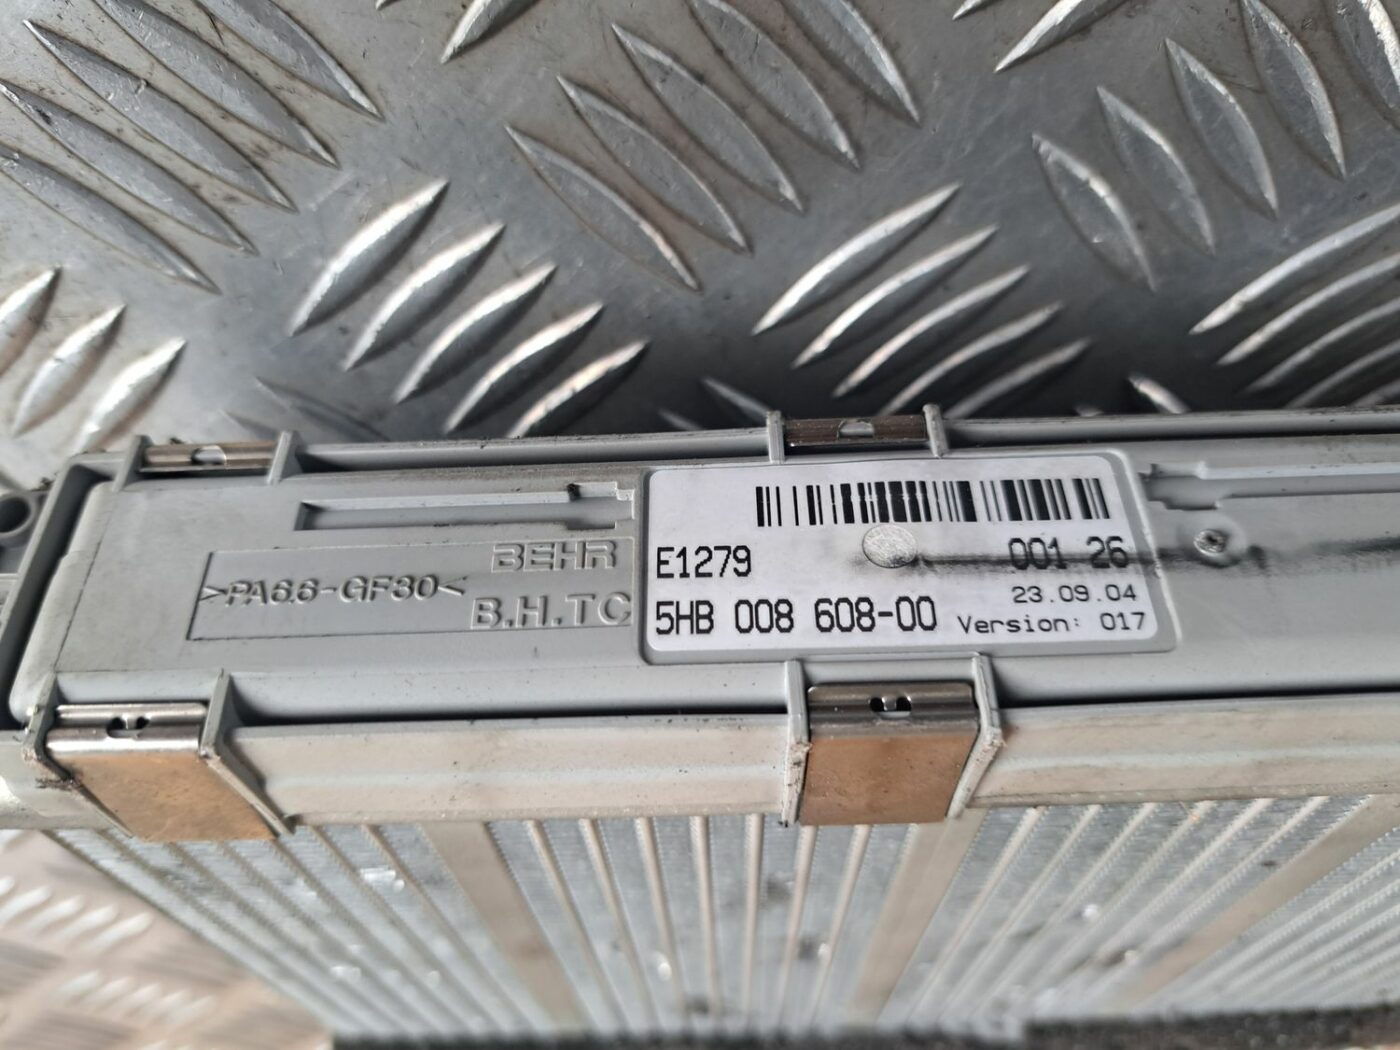 BEHR
>PA6.6-GF30<
B.H.TC
E1279
001 26
23.09.04
5HB 008 608-00
Version: 017